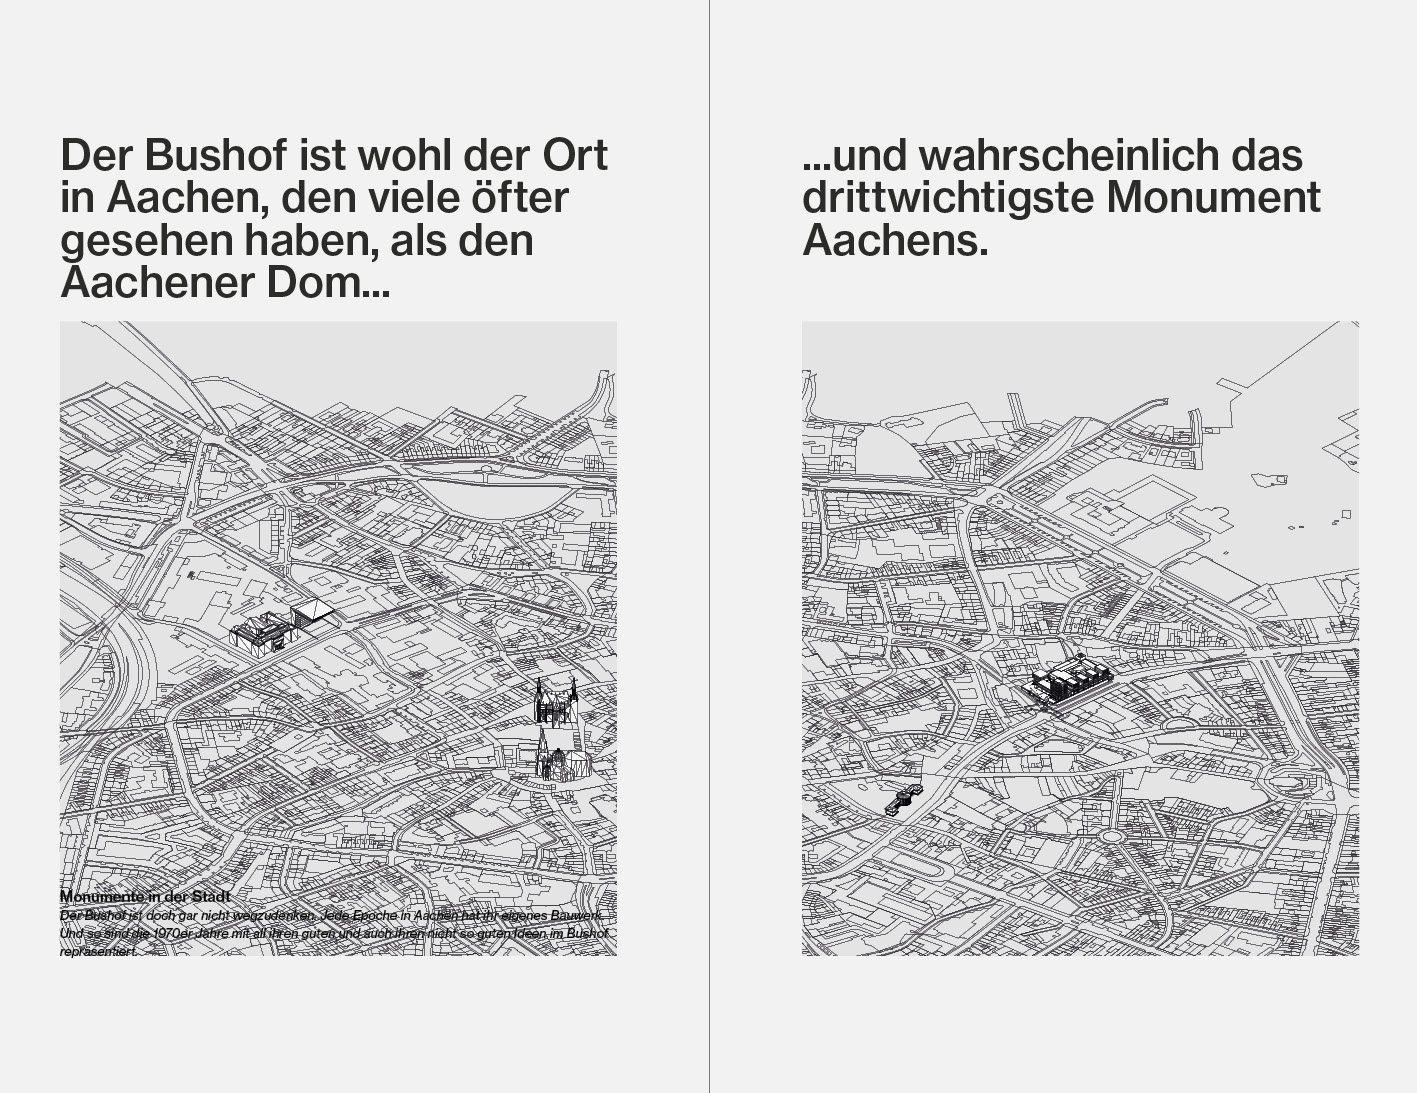 Der Bushof ist wohl der Ort
in Aachen, den viele öfter
gesehen haben, als den
Aachener Dom...
...und wahrscheinlich das
drittwichtigste Monument
Aachens.
Monumente in der Stadt
Der Bushof ist doch gar nicht wegzudenken. Jede Epoche in Aachen hat ihr eigenes Bauwerk.
Und so sind die 1970er Jahre mit all ihren guten und auch ihren nicht so guten Ideen im Bushof
repräsentiert.